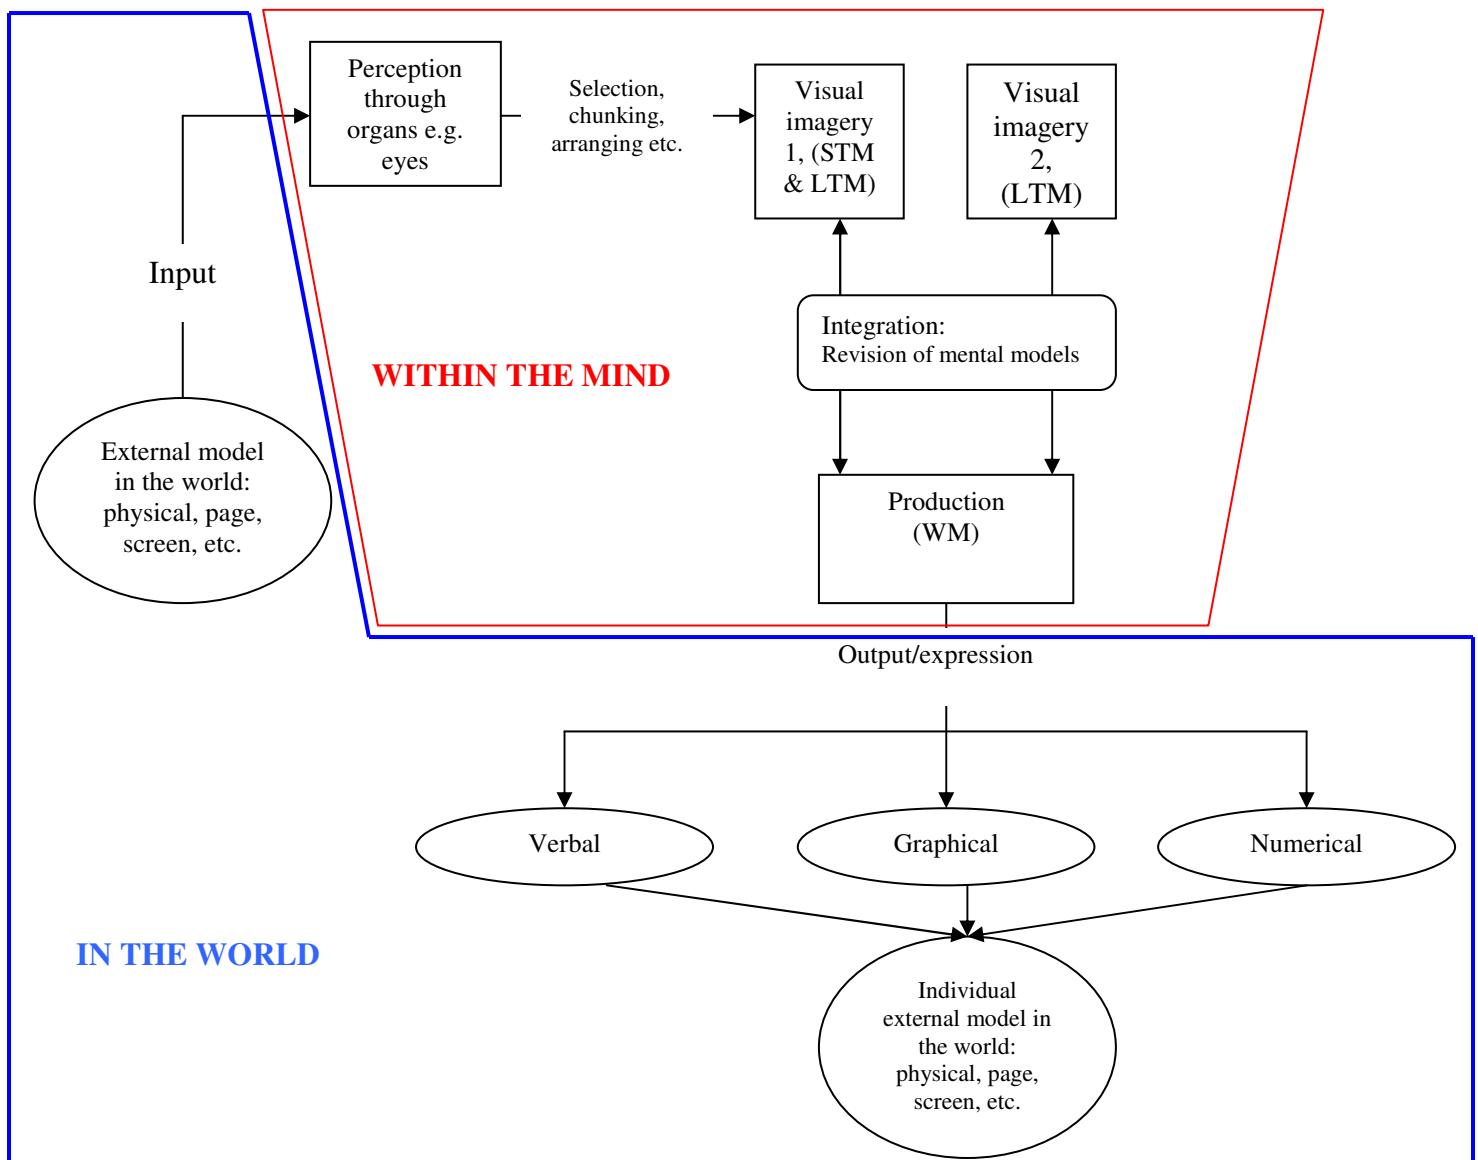 Perception
through
organs e.g.
eyes
Selection,
chunking,
arranging etc.
Visual
imagery
1, (STM
& LTM)
Visual
imagery
2,
(LTM)
Input
Integration:
Revision of mental models
WITHIN THE MIND
External model
in the world:
physical, page,
screen, etc.
Production
(WM)
Output/expression
Verbal
Graphical
Numerical
IN THE WORLD
Individual
external model in
the world:
physical, page,
screen, etc.